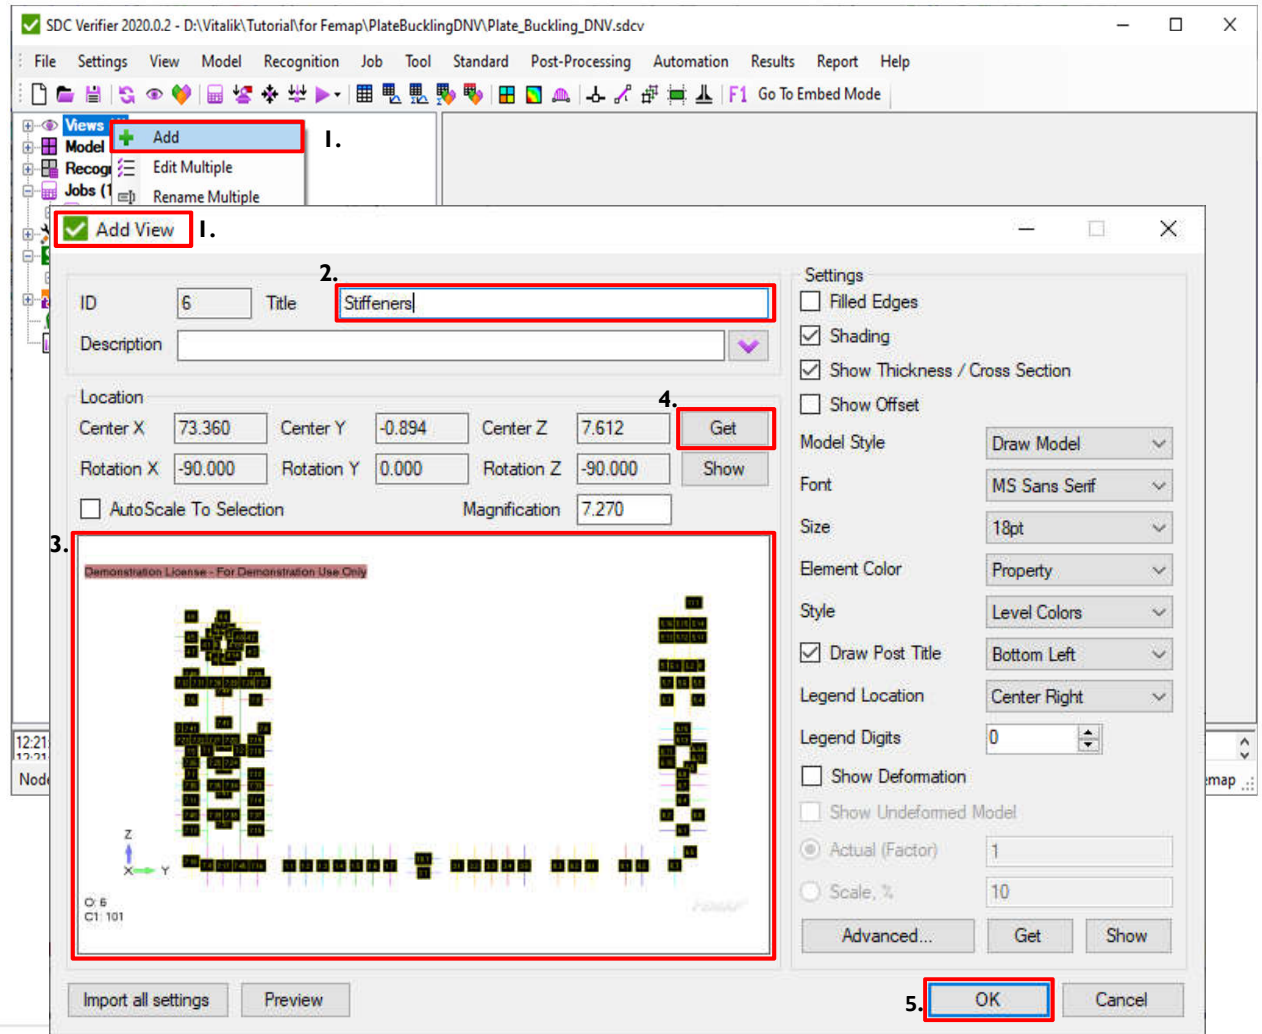 SDC Verifier 2020.0.2 - D:\Vitalik\Tutorial\for Femap\PlateBucklingDNV\Plate_Buckling_DNV.sdcv
File Settings View Model Recognition Job Tool Standard Post-Processing Automation Results Report Help
F1 Go To Embed Mode
Views
Add 1.
Model
Edit Multiple
Jobs (1
Rename Multiple
Add View 1.
2.
ID 6 Title Stiffeners
Description
Location
4.
Center X 73.360 Center Y -0.894 Center Z 7.612 Get
Rotation X -90.000 Rotation Y 0.000 Rotation Z -90.000 Show
AutoScale To Selection Magnification 7.270
3.
Demonstration License - For Demonstration Use Only
Z
X Y
O: 6
C1: 101
FEMAP
Import all settings Preview
Settings
Filled Edges
Shading
Show Thickness / Cross Section
Show Offset
Model Style Draw Model
Font MS Sans Serif
Size 18pt
Element Color Property
Style Level Colors
Draw Post Title Bottom Left
Legend Location Center Right
Legend Digits 0
Show Deformation
Show Undeformed Model
Actual (Factor) 1
Scale, % 10
Advanced... Get Show
5. OK Cancel
12:21